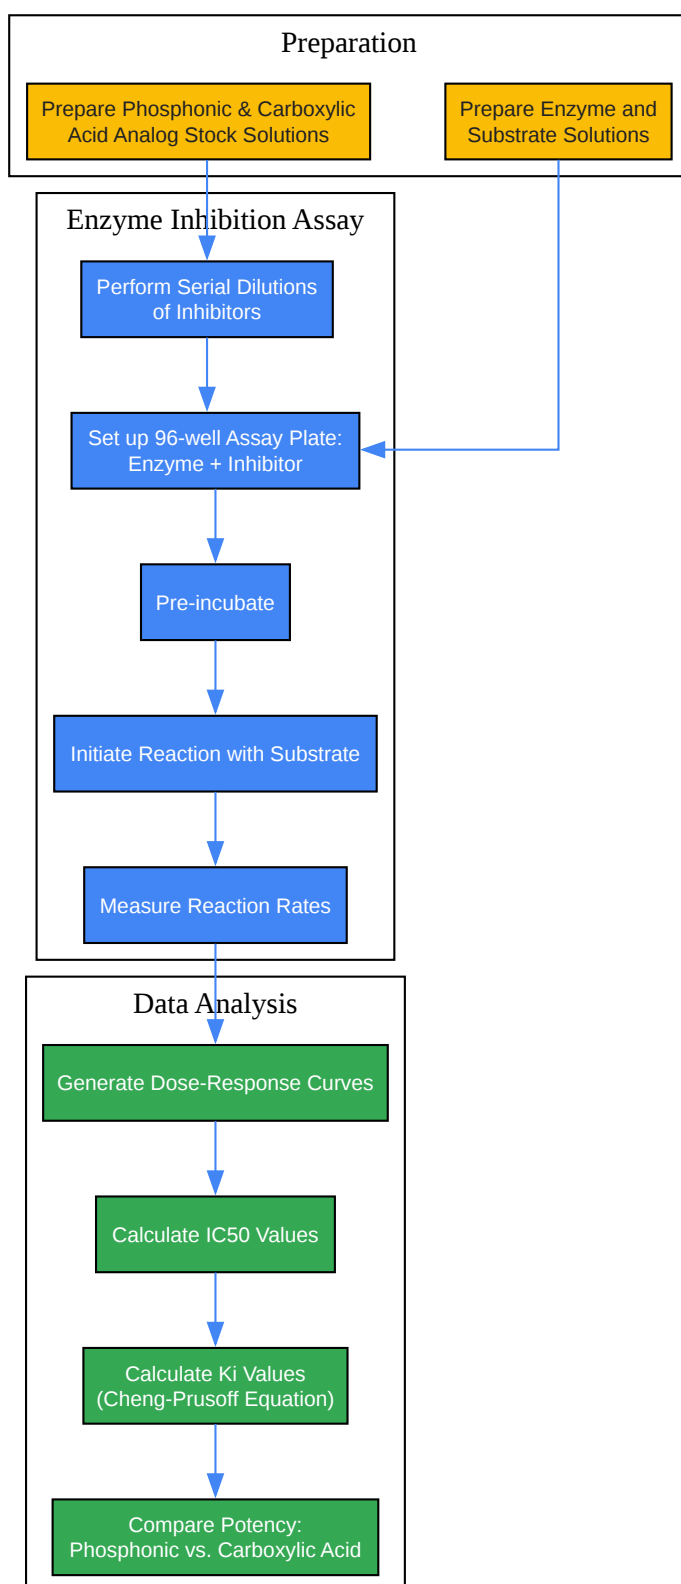 Preparation
Prepare Phosphonic & Carboxylic
Acid Analog Stock Solutions
Prepare Enzyme and
Substrate Solutions
Enzyme Inhibition Assay
Perform Serial Dilutions
of Inhibitors
Set up 96-well Assay Plate:
Enzyme + Inhibitor
Pre-incubate
Initiate Reaction with Substrate
Measure Reaction Rates
Data Analysis
Generate Dose-Response Curves
Calculate IC50 Values
Calculate Ki Values
(Cheng-Prusoff Equation)
Compare Potency:
Phosphonic vs. Carboxylic Acid